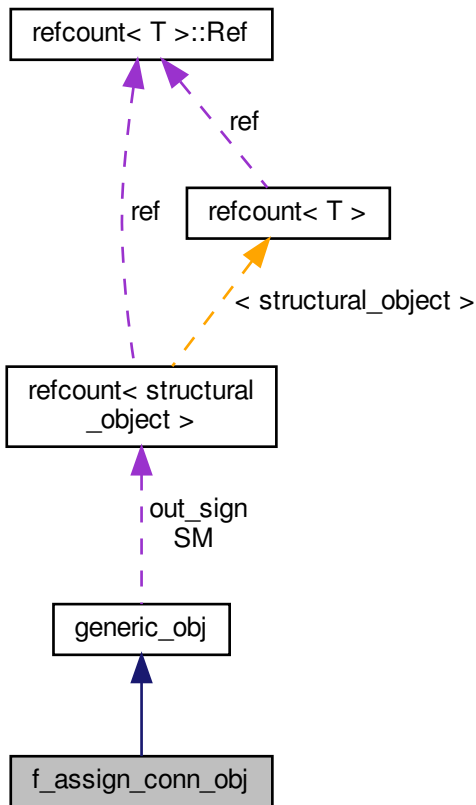 refcount< T >::Ref
ref
refcount< T >
ref
< structural_object >
refcount< structural
_object >
out_sign
SM
generic_obj
f_assign_conn_obj